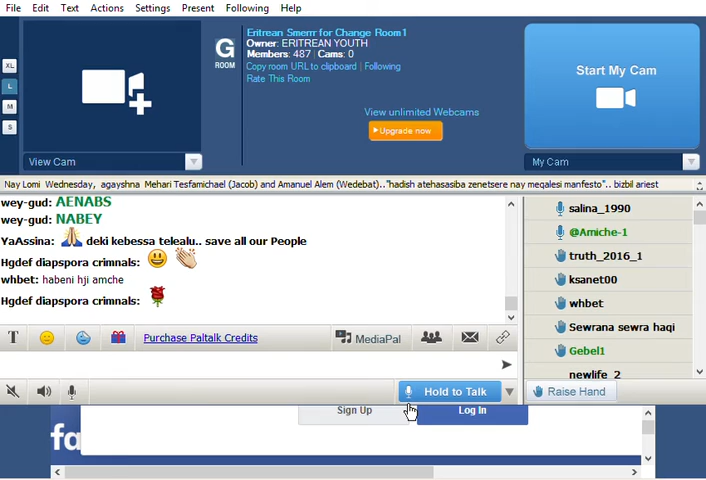 File Edit Text Actions Settings Present Following Help
Eritrean Smerrr for Change Room1
Owner: ERITREAN YOUTH
Members: 487 Cams: 0
Copy room URL to clipboard | Following
Rate This Room
G
ROOM
XL
L
M
S
View unlimited Webcams
Upgrade now
Start My Cam
View Cam
My Cam
Nay Lomi Wednesday, agayshna Mehari Tesfamichael (Jacob) and Amanuel Alem (Wedebat).."hadish atehasasiba zenetsere nay meqalesi manfesto".. bizbil ariest
wey-gud: AENABS
wey-gud: NABEY
YaAssina: deki kebessa telealu.. save all our People
Hgdef diapspora crimnals:
whbet: habeni hji amche
Hgdef diapspora crimnals:
salina_1990
@Amiche-1
truth_2016_1
ksanet00
whbet
Sewrana sewra haqi
Gebel1
newlife_2
T Purchase Paltalk Credits MediaPal
Hold to Talk
Raise Hand
Sign Up Log In
fa